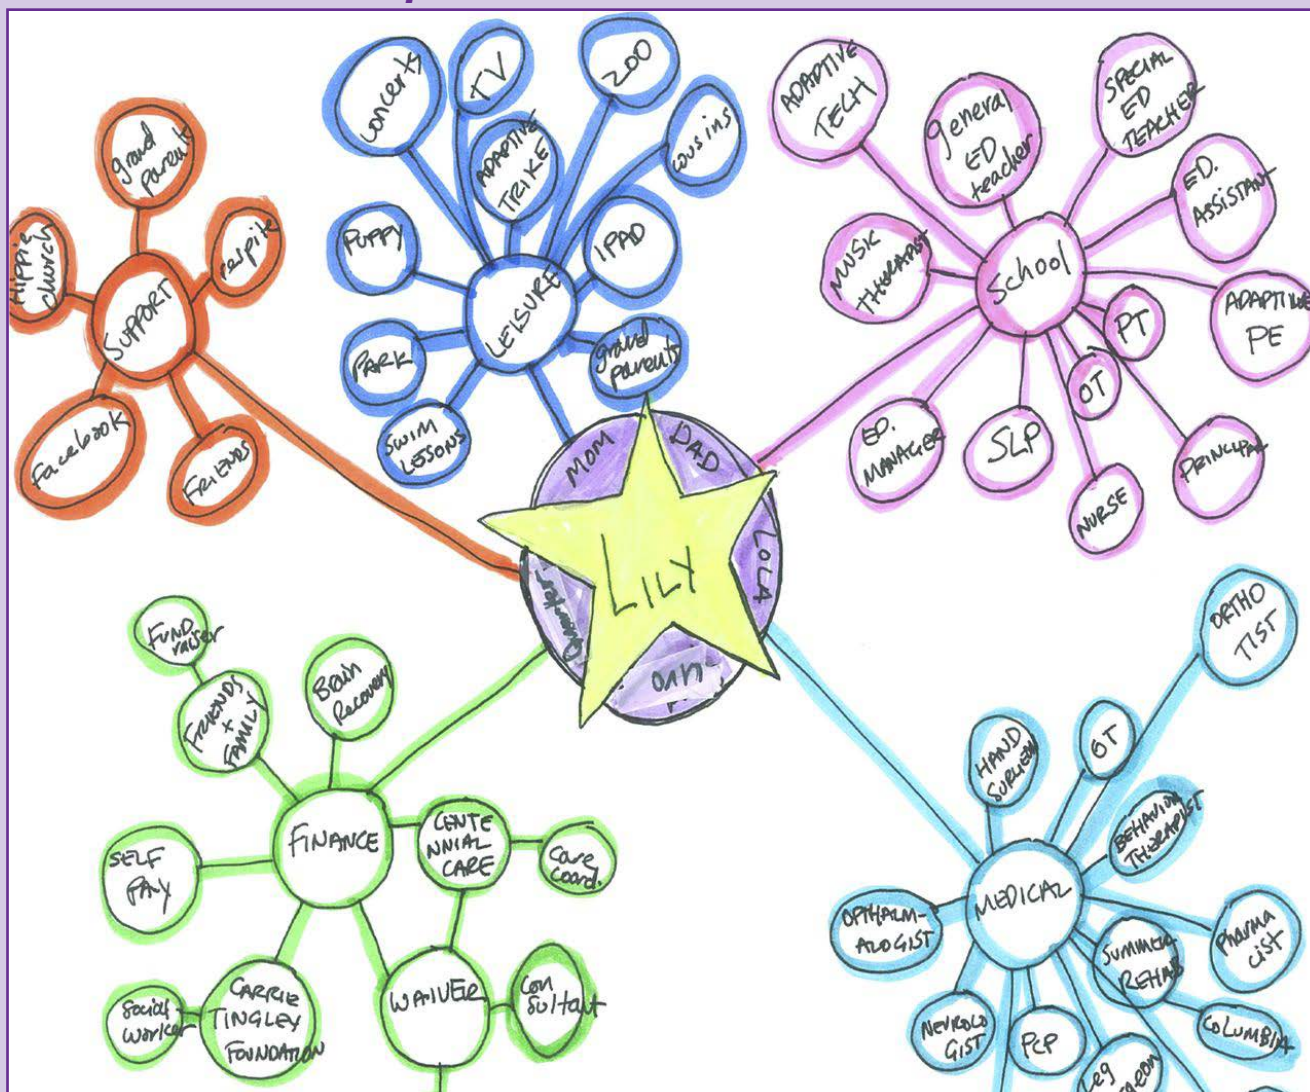 grand
parents
Hippie
church
respite
SUPPORT
Facebook
FRIENDS
concerts
TV
ZOO
ADAPTIVE
TRIKE
cousins
PUPPY
IPAD
LEISURE
PARK
grand
parents
SWIM
LESSONS
ADAPTIVE
TECH
general
ED
teacher
SPECIAL
ED
TEACHER
ED.
ASSISTANT
MUSIC
THERAPIST
School
ADAPTIVE
PE
PT
OT
ED.
MANAGER
SLP
NURSE
PRINCIPAL
MOM
DAD
LOLA
LILY
FUND
raiser
FRIENDS
+
FAMILY
Brain
Recovery
FINANCE
CENTE
NNIAL
CARE
Care
Coord.
SELF
PAY
Social
Worker
CARRIE
TINGLEY
FOUNDATION
WAIVER
Con
sultant
ORTHO
TIST
HAND
SURGEON
OT
BEHAVIOR
THERAPIST
MEDICAL
OPTHALM-
ALOGIST
PHARMA
CIST
SUMMER
REHAB
COLUMBIA
NEUROLO
GIST
PCP
Leg